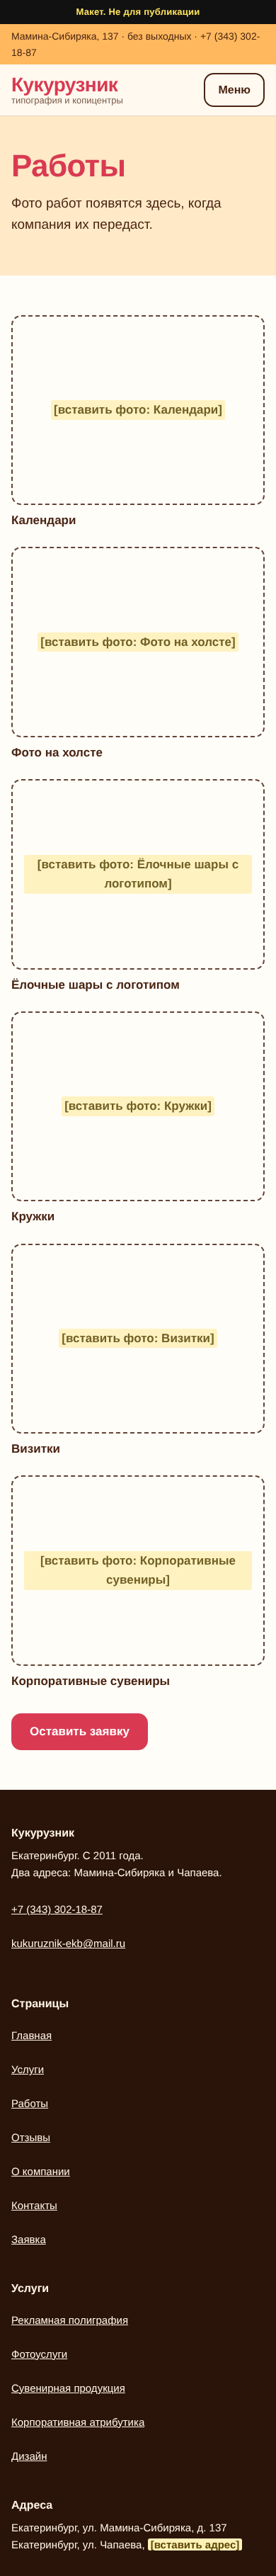 Макет. Не для публикации
Мамина-Сибиряка, 137 · без выходных · +7 (343) 302-
18-87
Кукурузник
типография и копицентры
Меню
Работы
Фото работ появятся здесь, когда
компания их передаст.
[вставить фото: Календари]
Календари
[вставить фото: Фото на холсте]
Фото на холсте
[вставить фото: Ёлочные шары с
логотипом]
Ёлочные шары с логотипом
[вставить фото: Кружки]
Кружки
[вставить фото: Визитки]
Визитки
[вставить фото: Корпоративные
сувениры]
Корпоративные сувениры
Оставить заявку
Кукурузник
Екатеринбург. С 2011 года.
Два адреса: Мамина-Сибиряка и Чапаева.
+7 (343) 302-18-87
kukuruznik-ekb@mail.ru
Страницы
Главная
Услуги
Работы
Отзывы
О компании
Контакты
Заявка
Услуги
Рекламная полиграфия
Фотоуслуги
Сувенирная продукция
Корпоративная атрибутика
Дизайн
Адреса
Екатеринбург, ул. Мамина-Сибиряка, д. 137
Екатеринбург, ул. Чапаева, [вставить адрес]